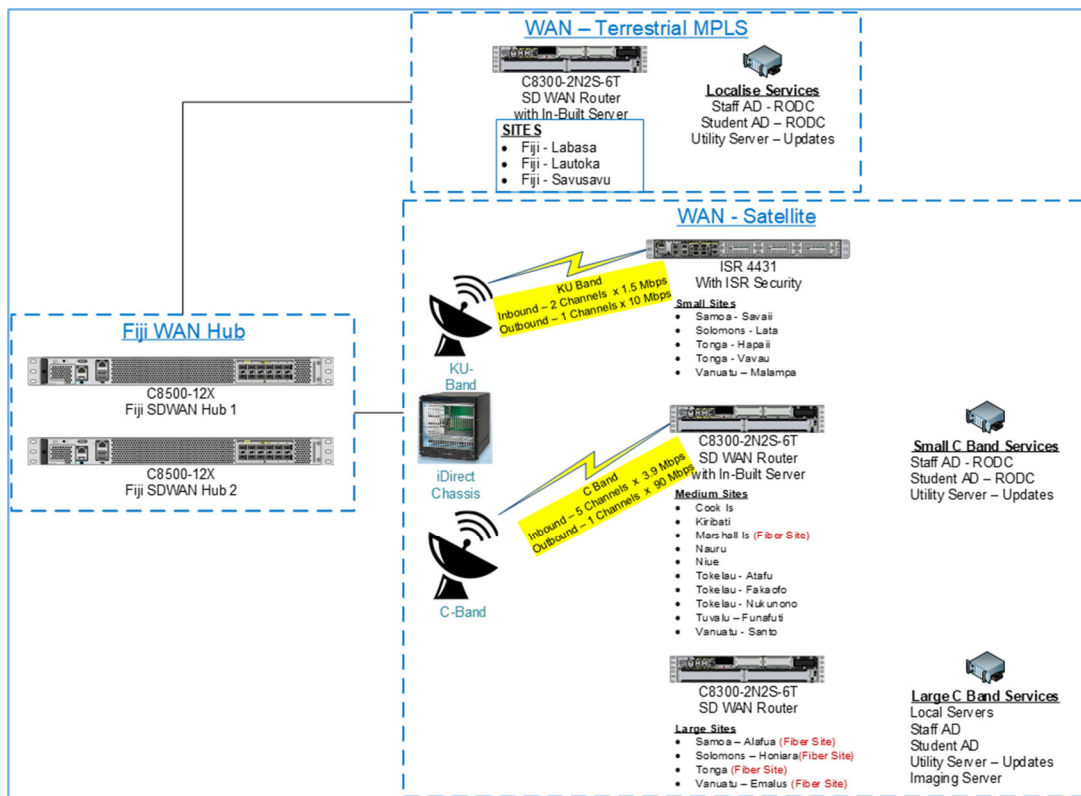 WAN – Terrestrial MPLS
C8300-2N2S-6T
SD WAN Router
with In-Built Server
SITES
• Fiji - Labasa
• Fiji - Lautoka
• Fiji - Savusavu
Localise Services
Staff AD - RODC
Student AD – RODC
Utility Server – Updates
WAN - Satellite
KU Band
Inbound – 2 Channels x 1.5 Mbps
Outbound – 1 Channels x 10 Mbps
ISR 4431
With ISR Security
Small Sites
• Samoa - Savaii
• Solomons - Lata
• Tonga - Hapaii
• Tonga - Vavau
• Vanuatu – Malampa
Fiji WAN Hub
C8500-12X
Fiji SDWAN Hub 1
C8500-12X
Fiji SDWAN Hub 2
KU-
Band
iDirect
Chassis
C-Band
C Band
Inbound – 5 Channels x 3.9 Mbps
Outbound – 1 Channels x 90 Mbps
C8300-2N2S-6T
SD WAN Router
with In-Built Server
Medium Sites
• Cook Is
• Kiribati
• Marshall Is (Fiber Site)
• Nauru
• Niue
• Tokelau - Atafu
• Tokelau - Fakaofo
• Tokelau - Nukunono
• Tuvalu – Funafuti
• Vanuatu - Santo
Small C Band Services
Staff AD - RODC
Student AD – RODC
Utility Server – Updates
C8300-2N2S-6T
SD WAN Router
Large Sites
• Samoa – Alafua (Fiber Site)
• Solomons – Honiara(Fiber Site)
• Tonga (Fiber Site)
• Vanuatu – Emalus (Fiber Site)
Large C Band Services
Local Servers
Staff AD
Student AD
Utility Server – Updates
Imaging Server